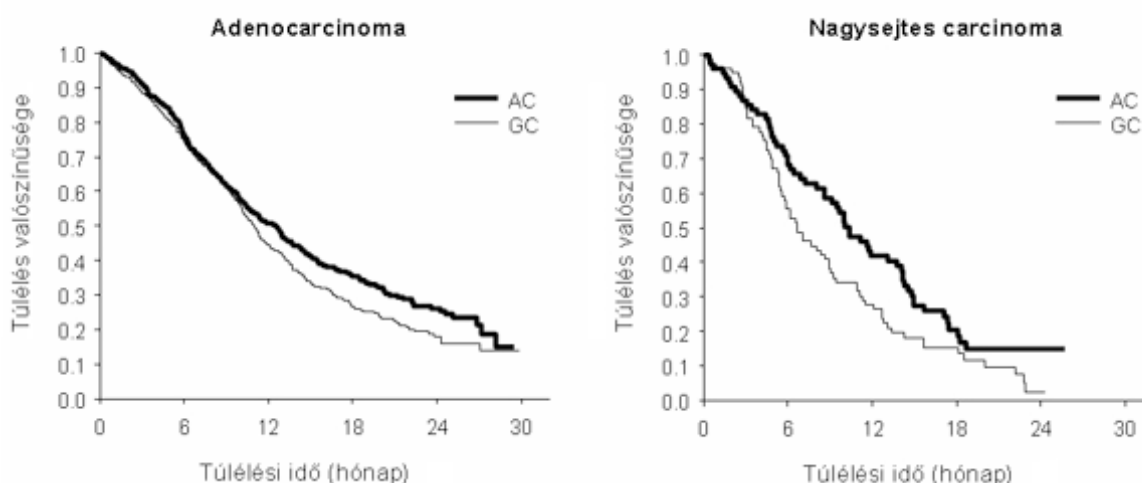 Adenocarcinoma
Túlélés valószínűsége
1.0
0.9
0.8
0.7
0.6
0.5
0.4
0.3
0.2
0.1
0.0
AC
GC
0 6 12 18 24 30
Túlélési idő (hónap)
Nagysejtes carcinoma
Túlélés valószínűsége
1.0
0.9
0.8
0.7
0.6
0.5
0.4
0.3
0.2
0.1
0.0
AC
GC
0 6 12 18 24 30
Túlélési idő (hónap)